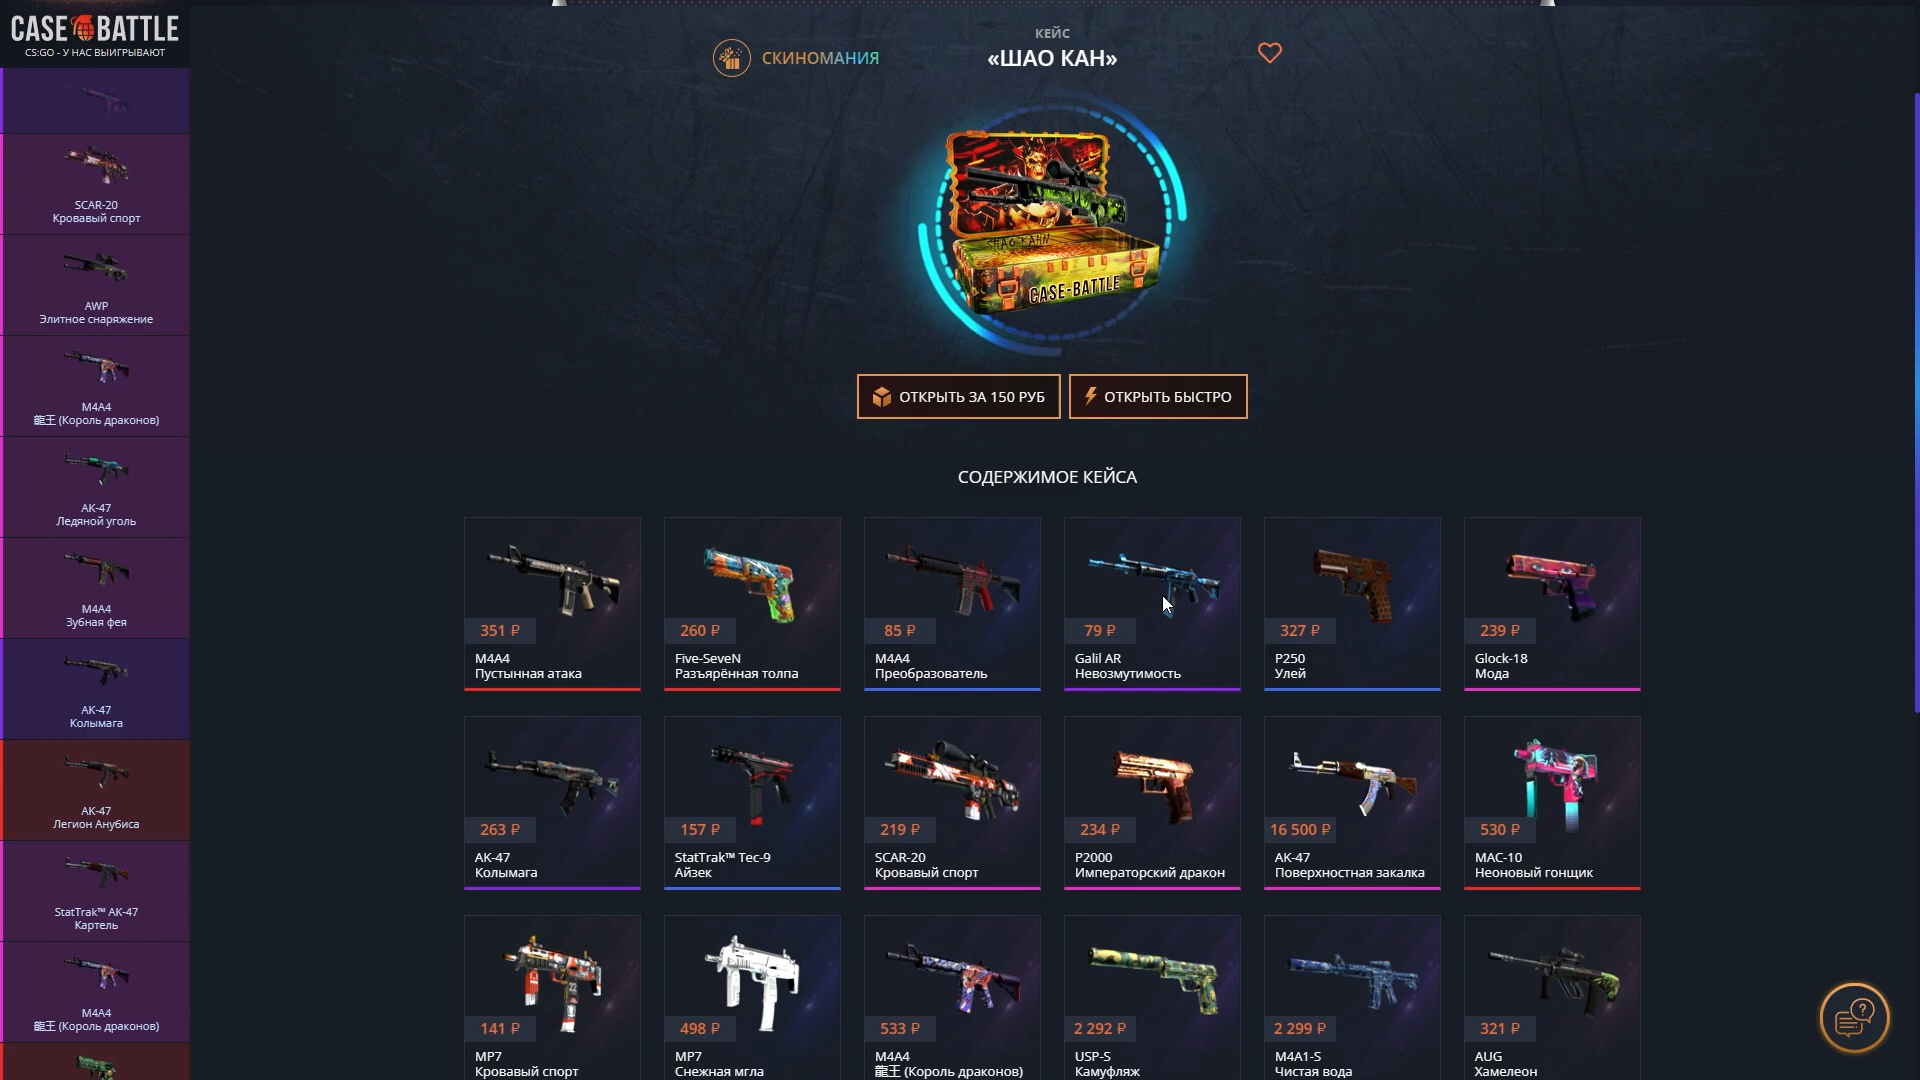 CASE BATTLE
CS:GO - У НАС ВЫИГРЫВАЮТ
SCAR-20
Кровавый спорт
AWP
Элитное снаряжение
M4A4
龍王 (Король драконов)
AK-47
Ледяной уголь
M4A4
Зубная фея
AK-47
Колымага
AK-47
Легион Анубиса
StatTrak™ AK-47
Картель
M4A4
龍王 (Король драконов)
СКИНОМАНИЯ
КЕЙС
«ШАО КАН»
SHAO KAHN
CASE-BATTLE
ОТКРЫТЬ ЗА 150 РУБ
ОТКРЫТЬ БЫСТРО
СОДЕРЖИМОЕ КЕЙСА
351 ₽
M4A4
Пустынная атака
260 ₽
Five-SeveN
Разъярённая толпа
85 ₽
M4A4
Преобразователь
79 ₽
Galil AR
Невозмутимость
327 ₽
P250
Улей
239 ₽
Glock-18
Мода
263 ₽
AK-47
Колымага
157 ₽
StatTrak™ Tec-9
Айзек
219 ₽
SCAR-20
Кровавый спорт
234 ₽
P2000
Императорский дракон
16 500 ₽
AK-47
Поверхностная закалка
530 ₽
MAC-10
Неоновый гонщик
141 ₽
MP7
Кровавый спорт
498 ₽
MP7
Снежная мгла
533 ₽
M4A4
龍王 (Король драконов)
2 292 ₽
USP-S
Камуфляж
2 299 ₽
M4A1-S
Чистая вода
321 ₽
AUG
Хамелеон